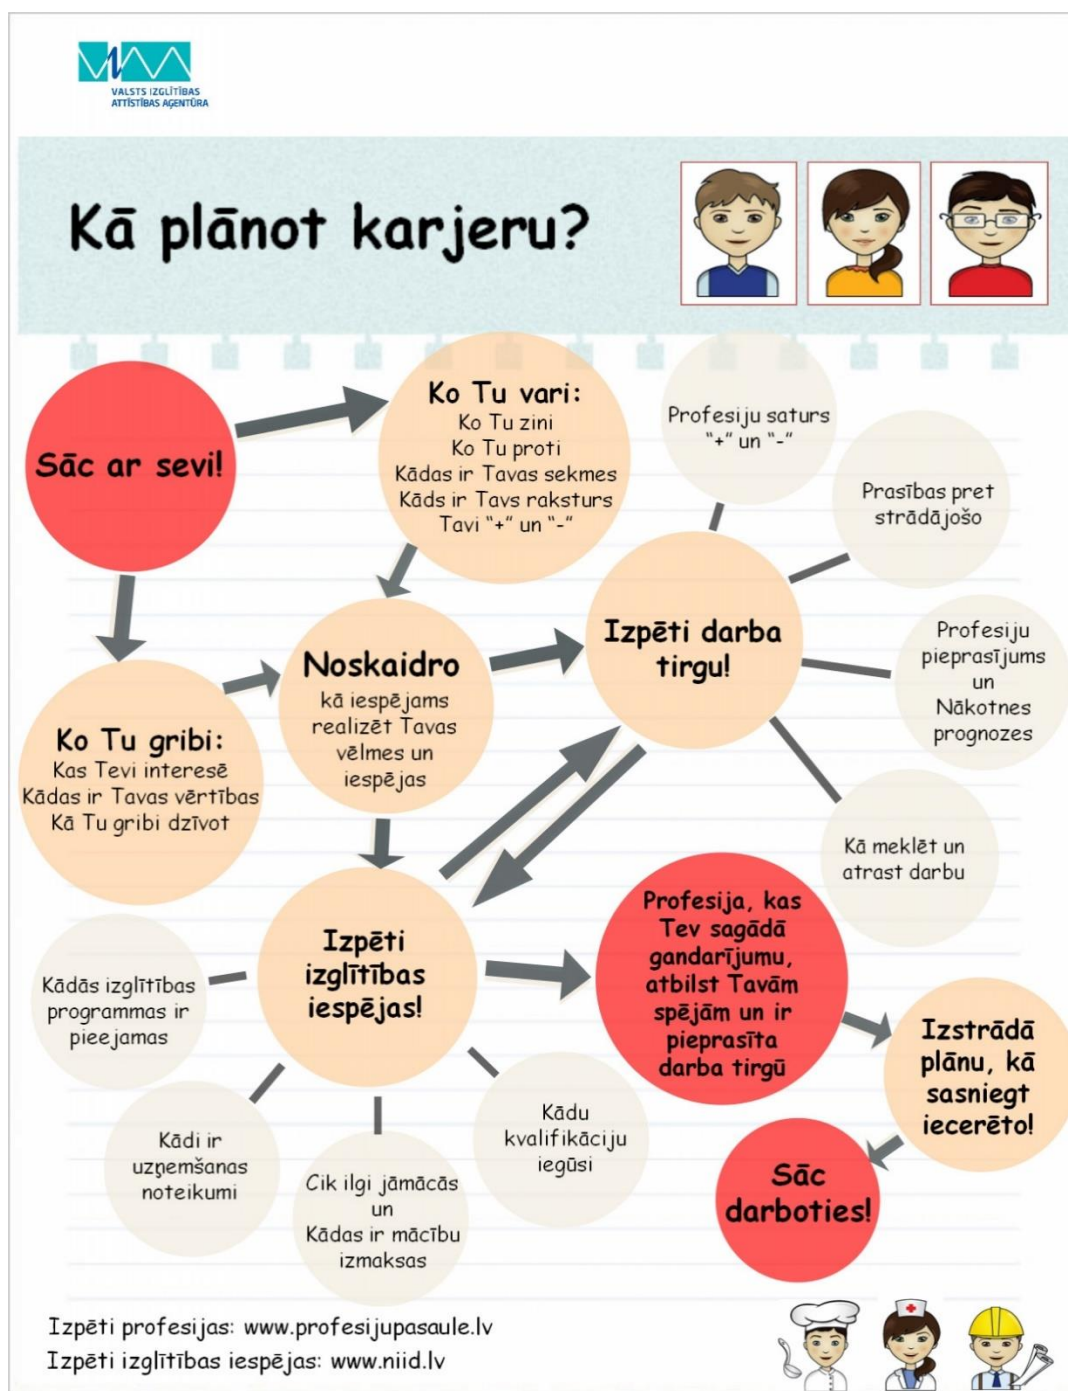 VALSTS IZGLĪTĪBAS
ATTĪSTĪBAS AĢENTŪRA
Kā plānot karjeru?
Sāc ar sevi!
Ko Tu vari:
Ko Tu zini
Ko Tu proti
Kādas ir Tavas sekmes
Kāds ir Tavs raksturs
Tavi “+” un “-”
Profesiju saturs
“+” un “-”
Prasības pret
strādājošo
Izpēti darba
tirgu!
Profesiju
pieprasījums
un
Nākotnes
prognozes
Noskaidro
kā iespējams
realizēt Tavas
vēlmes un
iespējas
Ko Tu gribi:
Kas Tevi interesē
Kādas ir Tavas vērtības
Kā Tu gribi dzīvot
Kā meklēt un
atrast darbu
Izpēti
izglītības
iespējas!
Profesija, kas
Tev sagādā
gandarījumu,
atbilst Tavām
spējām un ir
pieprasīta
darba tirgū
Kādās izglītības
programmas ir
pieejamas
Izstrādā
plānu, kā
sasniegt
iecerēto!
Kādi ir
uzņemšanas
noteikumi
Cik ilgi jāmācās
un
Kādas ir mācību
izmaksas
Kādu
kvalifikāciju
iegūsi
Sāc
darboties!
Izpēti profesijas: www.profesijupasaule.lv
Izpēti izglītības iespējas: www.niid.lv